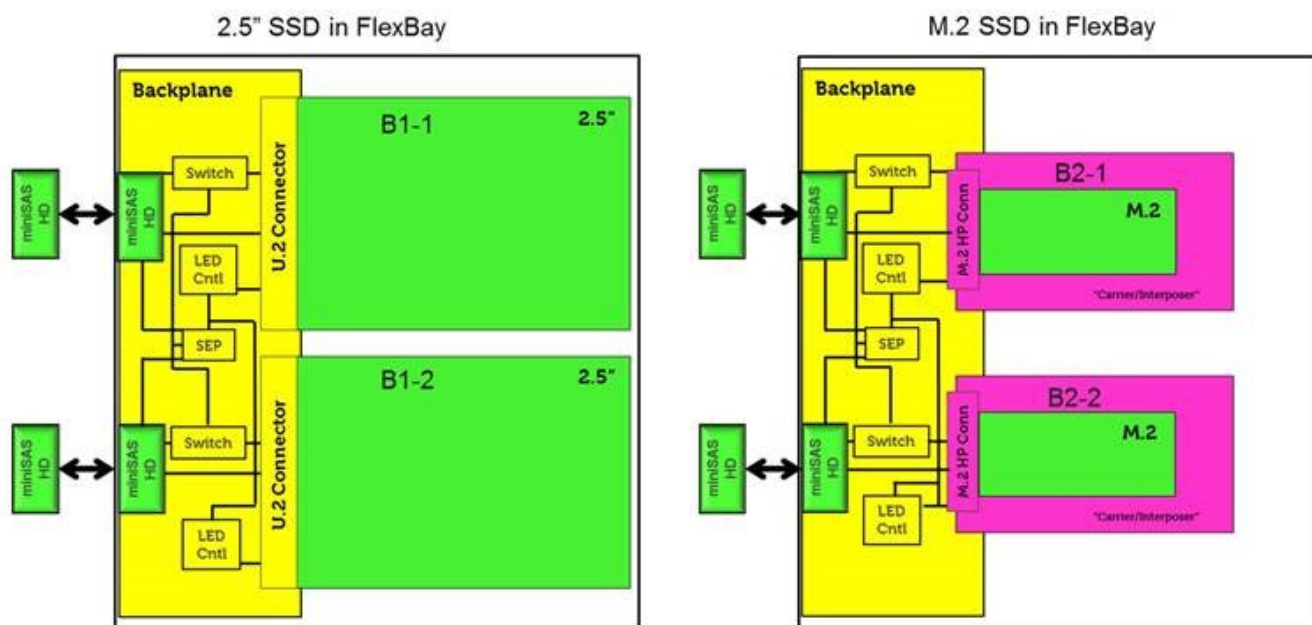 2.5” SSD in FlexBay
Backplane
B1-1
2.5”
Switch
miniSAS
HD
miniSAS
HD
U.2 Connector
LED
Cntl
SEP
B1-2
2.5”
Switch
miniSAS
HD
miniSAS
HD
U.2 Connector
LED
Cntl
M.2 SSD in FlexBay
Backplane
B2-1
Switch
M.2
miniSAS
HD
miniSAS
HD
M.2 HP Conn
LED
Cntl
"Carrier/Interposer"
SEP
B2-2
Switch
M.2
miniSAS
HD
miniSAS
HD
M.2 HP Conn
LED
Cntl
"Carrier/Interposer"